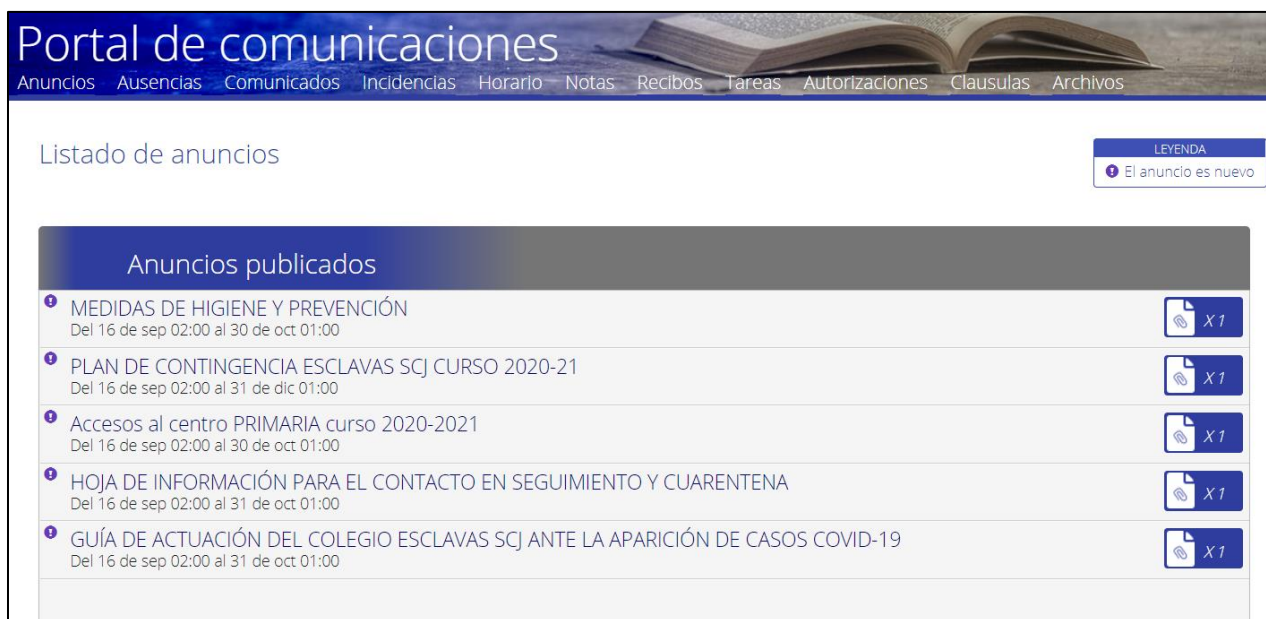 Portal de comunicaciones
Anuncios Ausencias Comunicados Incidencias Horario Notas Recibos Tareas Autorizaciones Clausulas Archivos
Listado de anuncios
LEYENDA
El anuncio es nuevo
Anuncios publicados
MEDIDAS DE HIGIENE Y PREVENCIÓN
Del 16 de sep 02:00 al 30 de oct 01:00
X 1
PLAN DE CONTINGENCIA ESCLAVAS SCJ CURSO 2020-21
Del 16 de sep 02:00 al 31 de dic 01:00
X 1
Accesos al centro PRIMARIA curso 2020-2021
Del 16 de sep 02:00 al 30 de oct 01:00
X 1
HOJA DE INFORMACIÓN PARA EL CONTACTO EN SEGUIMIENTO Y CUARENTENA
Del 16 de sep 02:00 al 31 de oct 01:00
X 1
GUÍA DE ACTUACIÓN DEL COLEGIO ESCLAVAS SCJ ANTE LA APARICIÓN DE CASOS COVID-19
Del 16 de sep 02:00 al 31 de oct 01:00
X 1